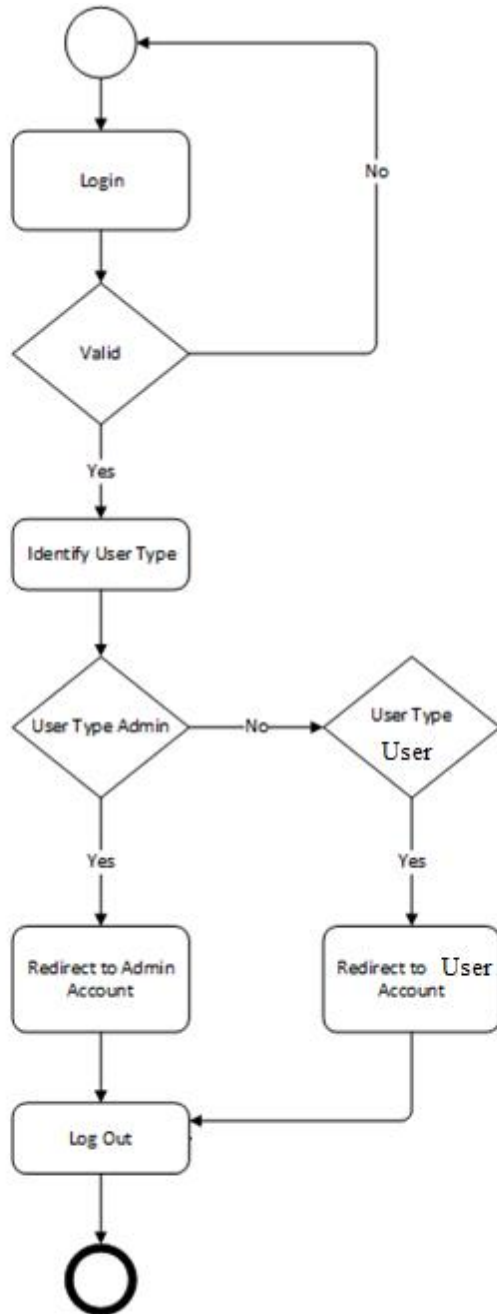 Login
No
Valid
Yes
Identify User Type
User Type Admin
No
User Type
User
Yes
Yes
Redirect to Admin
Account
Redirect to User
Account
Log Out